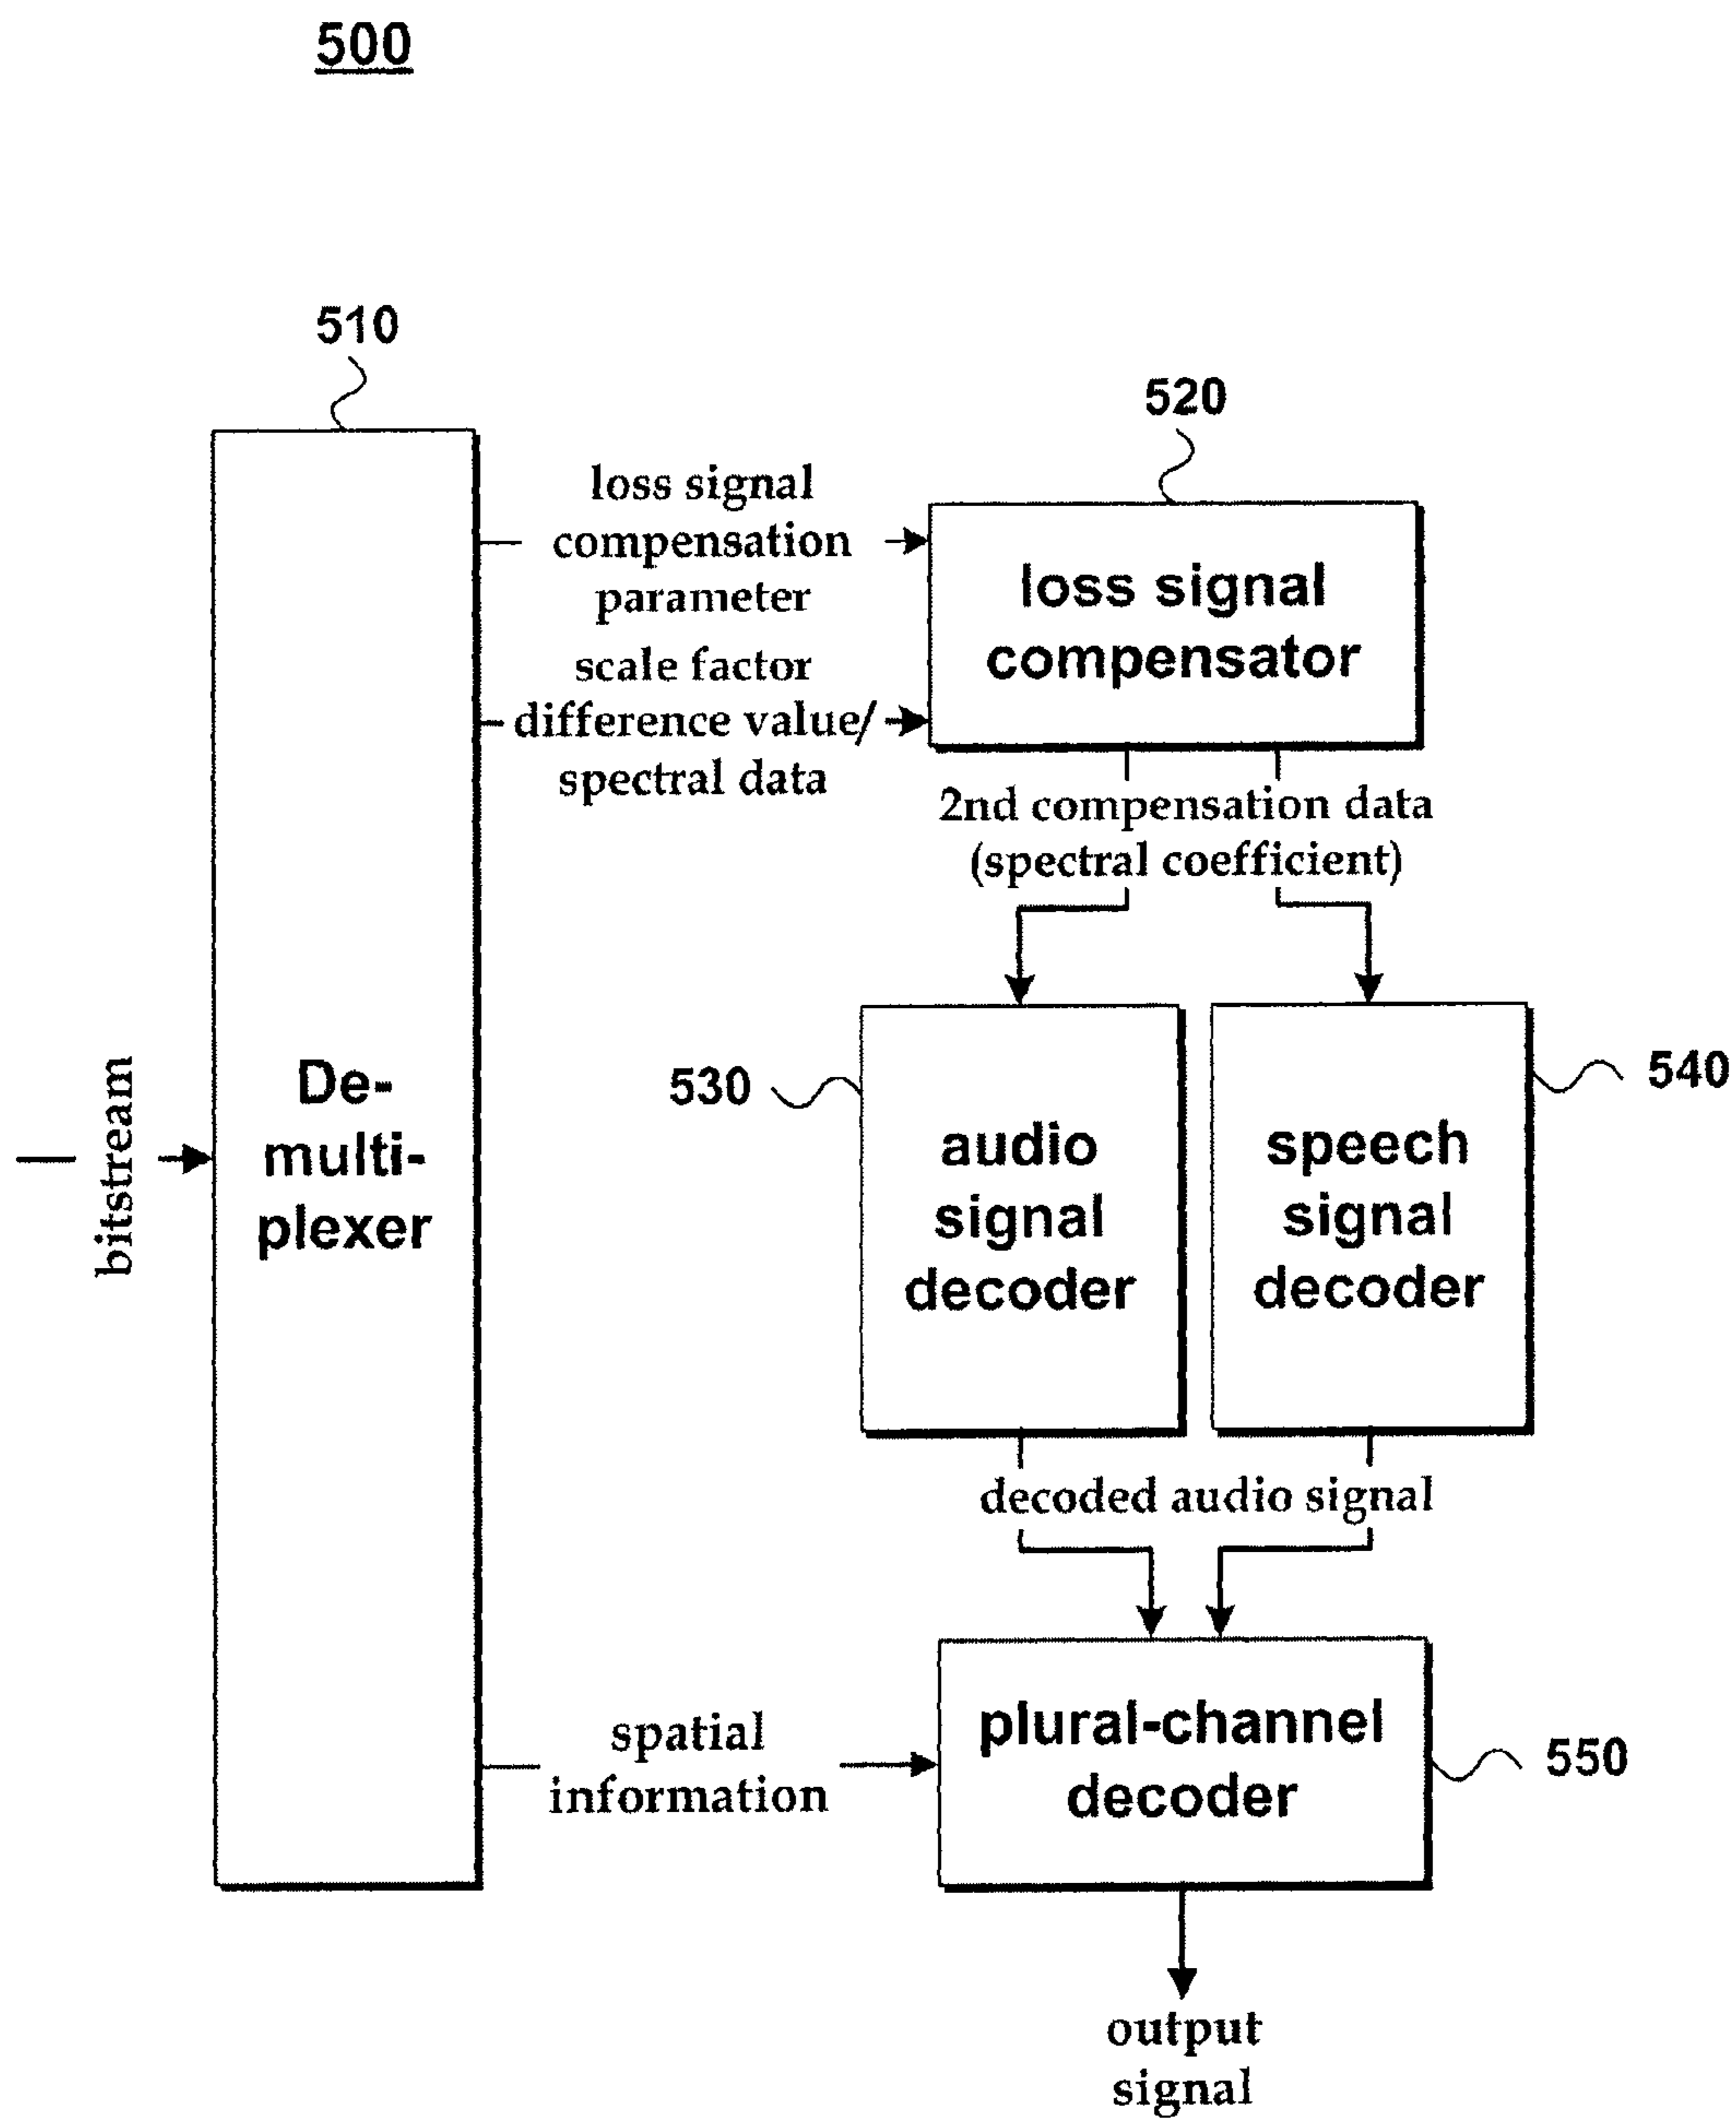 500
510
520
loss signal
compensation
parameter
scale factor
difference value/
spectral data
loss signal
compensator
2nd compensation data
(spectral coefficient)
bitstream
De-
multi-
plexer
530
audio
signal
decoder
speech
signal
decoder
540
decoded audio signal
spatial
information
plural-channel
decoder
550
output
signal